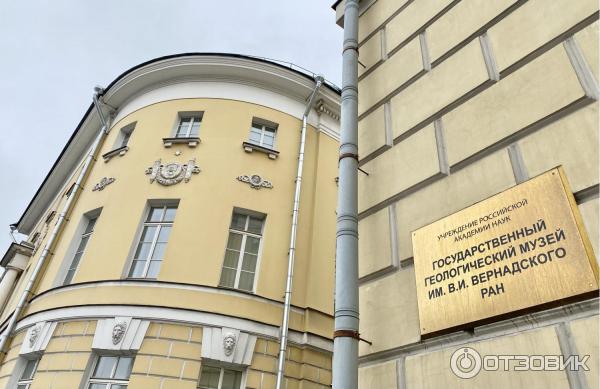 УЧРЕЖДЕНИЕ РОССИЙСКОЙ
АКАДЕМИИ НАУК
ГОСУДАРСТВЕННЫЙ
ГЕОЛОГИЧЕСКИЙ МУЗЕЙ
ИМ. В.И. ВЕРНАДСКОГО
РАН
ОТЗОВИК